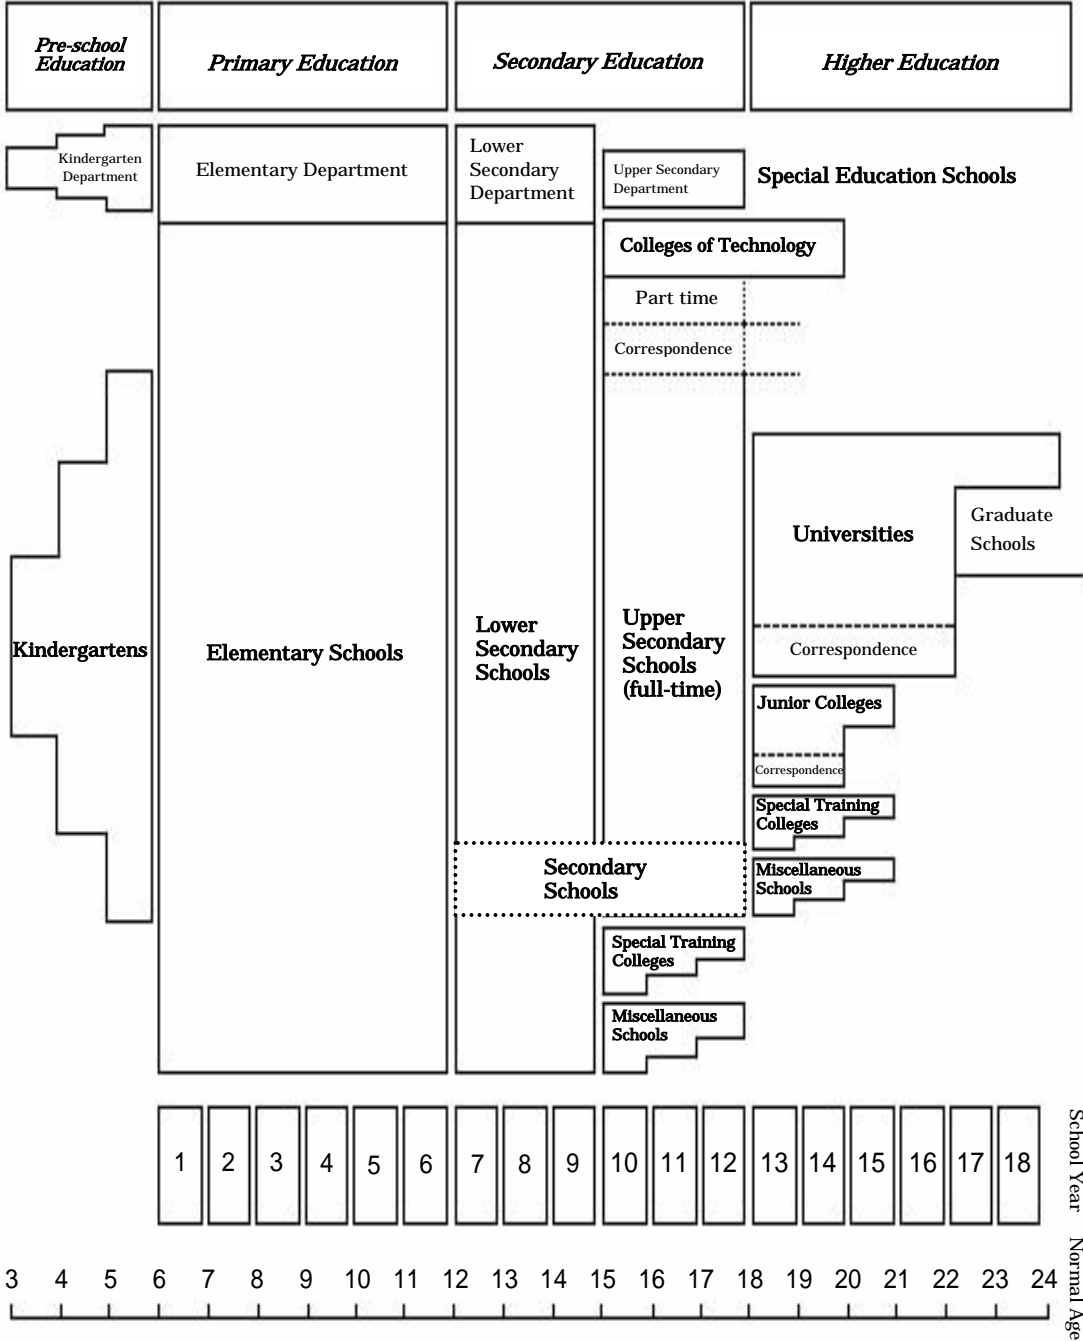 Pre-school
Education
Primary Education
Secondary Education
Higher Education
Kindergarten
Department
Elementary Department
Lower
Secondary
Department
Upper Secondary
Department
Special Education Schools
Colleges of Technology
Part time
Correspondence
Kindergartens
Elementary Schools
Lower
Secondary
Schools
Upper
Secondary
Schools
(full-time)
Universities
Graduate
Schools
Correspondence
Junior Colleges
Correspondence
Special Training
Colleges
Miscellaneous
Schools
Secondary
Schools
Special Training
Colleges
Miscellaneous
Schools
1 2 3 4 5 6 7 8 9 10 11 12 13 14 15 16 17 18
School Year
3 4 5 6 7 8 9 10 11 12 13 14 15 16 17 18 19 20 21 22 23 24
Normal Age